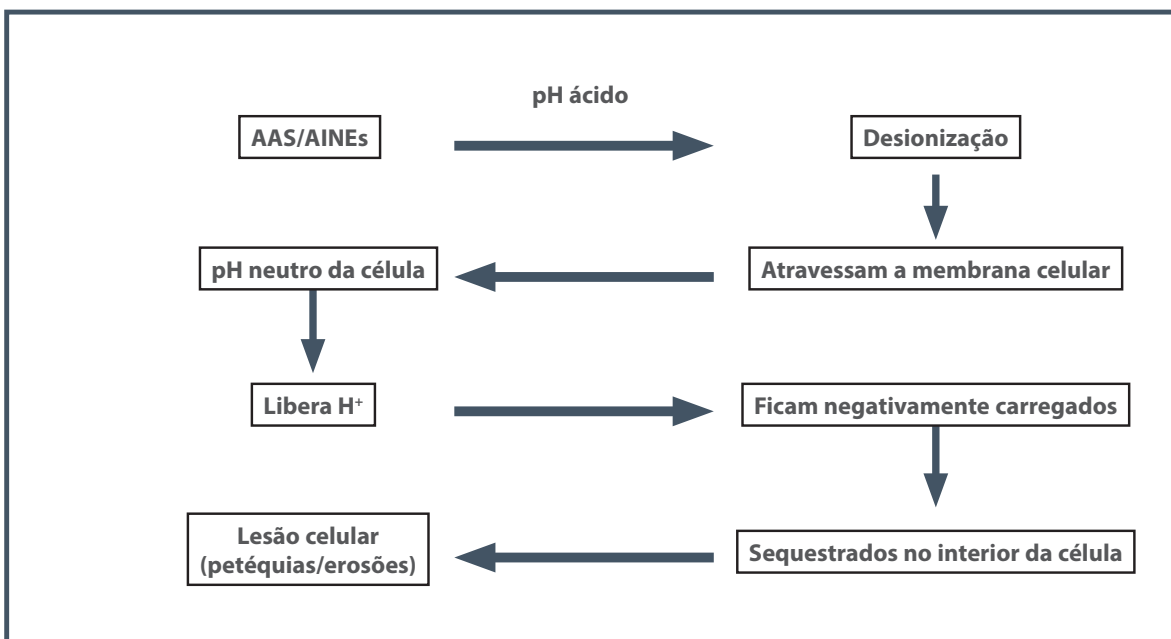 pH ácido
AAS/AINEs
Desionização
pH neutro da célula
Atravessam a membrana celular
Libera H⁺
Ficam negativamente carregados
Lesão celular
(petéquias/erosões)
Sequestrados no interior da célula